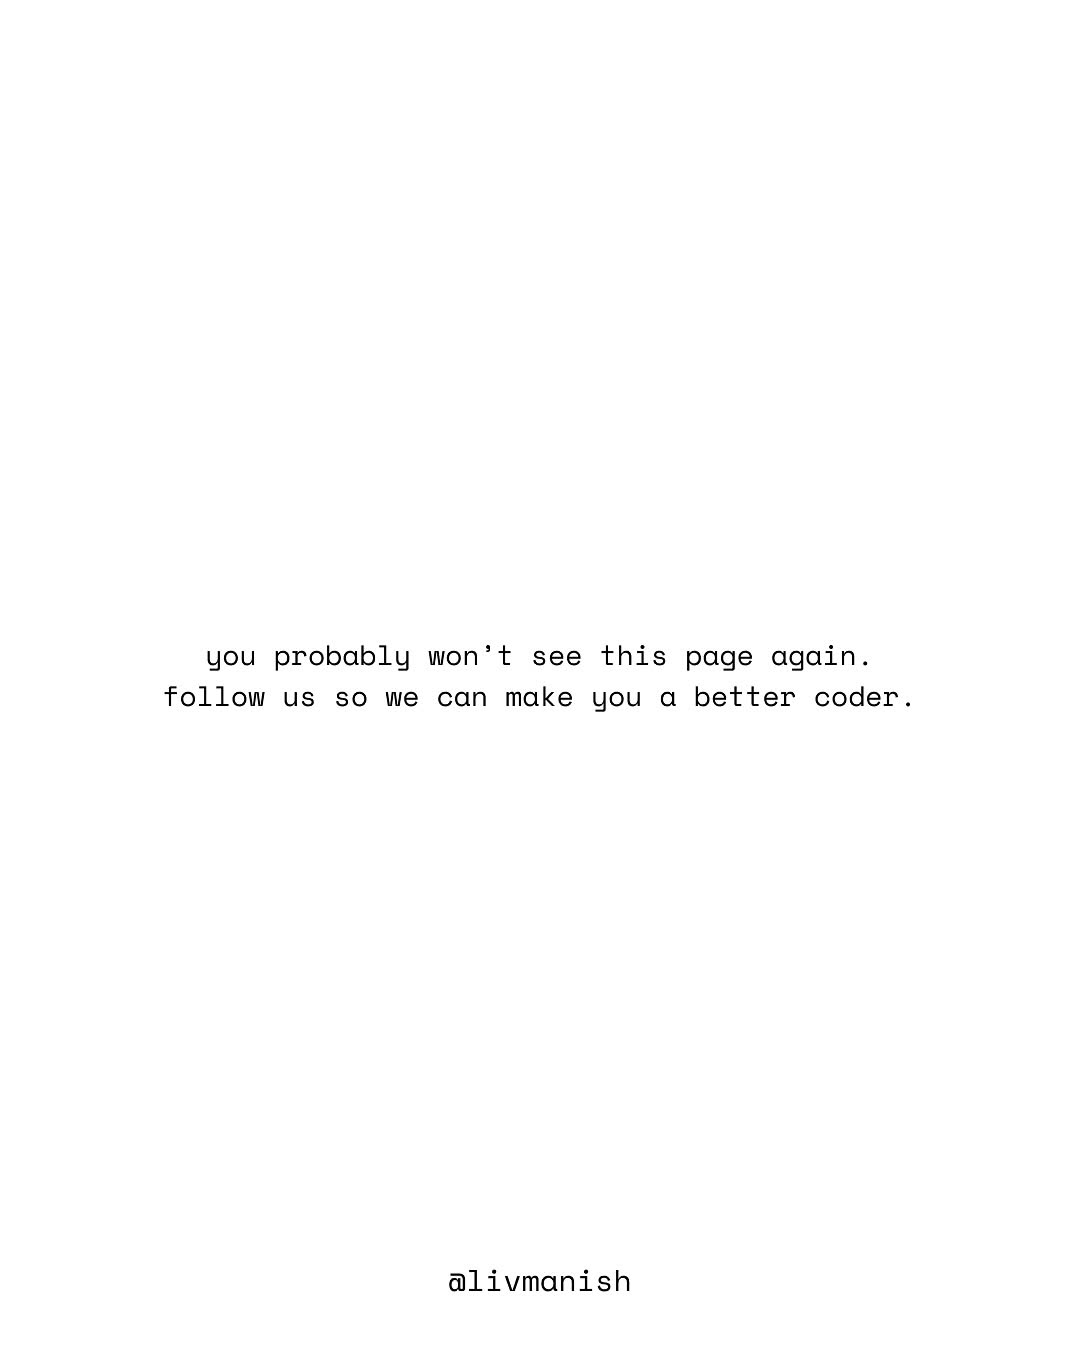 you probably won’t see this page again.
follow us so we can make you a better coder.
@livmanish